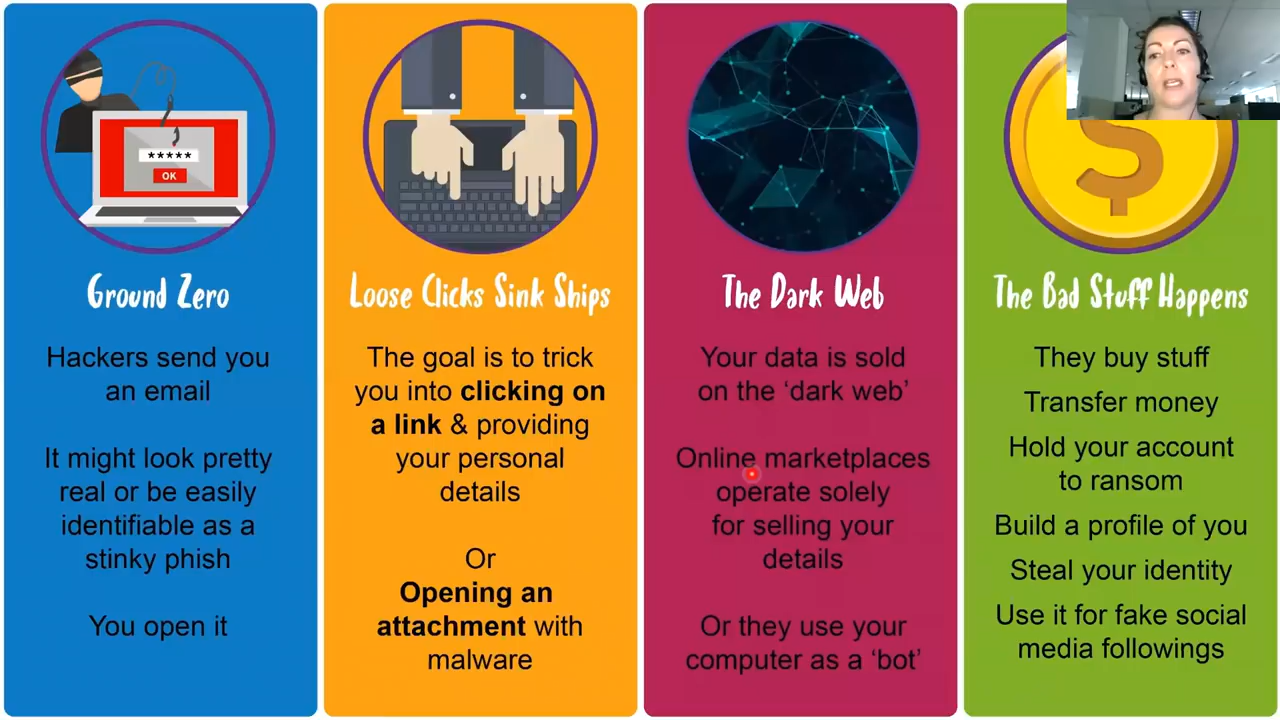 *****
OK
Ground Zero
Hackers send you
an email
It might look pretty
real or be easily
identifiable as a
stinky phish
You open it
Loose Clicks Sink Ships
The goal is to trick
you into clicking on
a link & providing
your personal
details
Or
Opening an
attachment with
malware
The Dark Web
Your data is sold
on the ‘dark web’
Online marketplaces
operate solely
for selling your
details
Or they use your
computer as a ‘bot’
$
The Bad Stuff Happens
They buy stuff
Transfer money
Hold your account
to ransom
Build a profile of you
Steal your identity
Use it for fake social
media followings